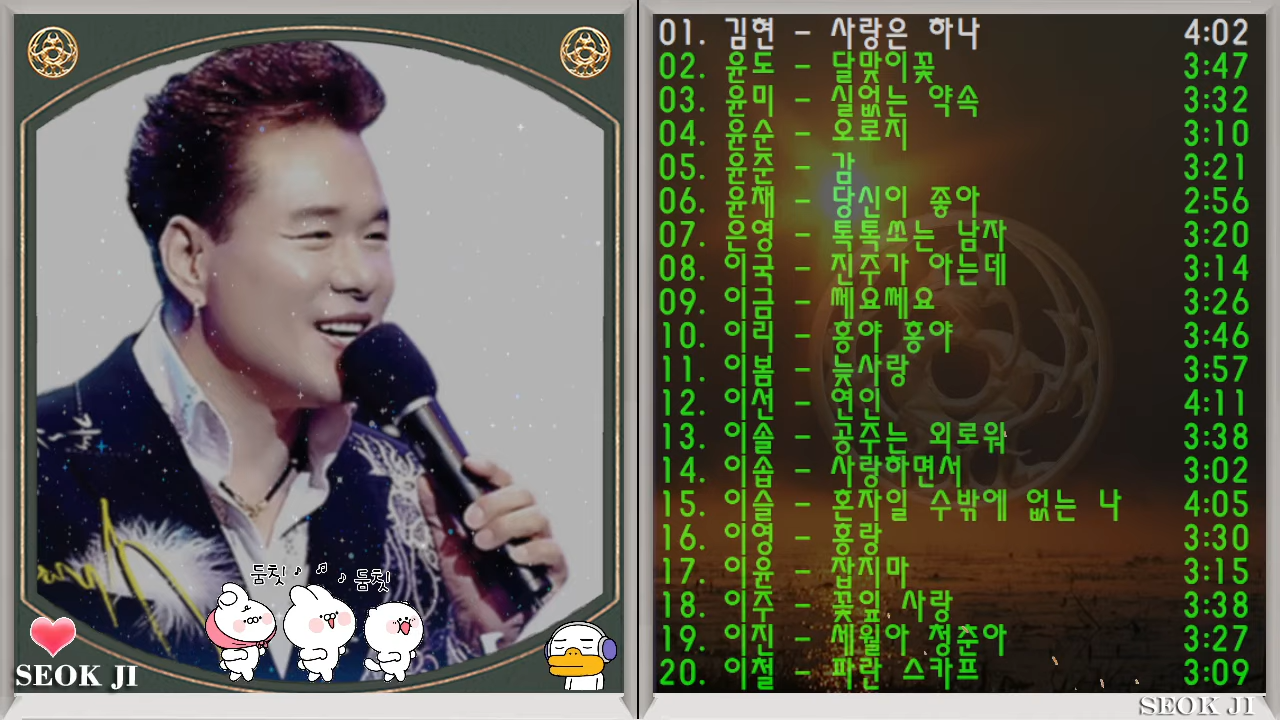 01. 김현 - 사랑은 하나 4:02
02. 윤도 - 달맞이꽃 3:47
03. 윤미 - 실없는 약속 3:32
04. 윤순 - 오로지 3:10
05. 윤준 - 감 3:21
06. 윤채 - 당신이 좋아 2:56
07. 은영 - 톡톡쏘는 남자 3:20
08. 이국 - 진주가 아는데 3:14
09. 이금 - 쎄요쎄요 3:26
10. 이리 - 홍야 홍야 3:46
11. 이봄 - 늦사랑 3:57
12. 이선 - 연인 4:11
13. 이솔 - 공주는 외로워 3:38
14. 이솝 - 사랑하면서 3:02
15. 이슬 - 혼자일 수밖에 없는 나 4:05
16. 이영 - 홍랑 3:30
17. 이윤 - 잡지마 3:15
18. 이주 - 꽃잎 사랑 3:38
19. 이진 - 세월아 청춘아 3:27
20. 이철 - 파란 스카프 3:09
둠칫 둠칫
SEOK JI
SEOK JI